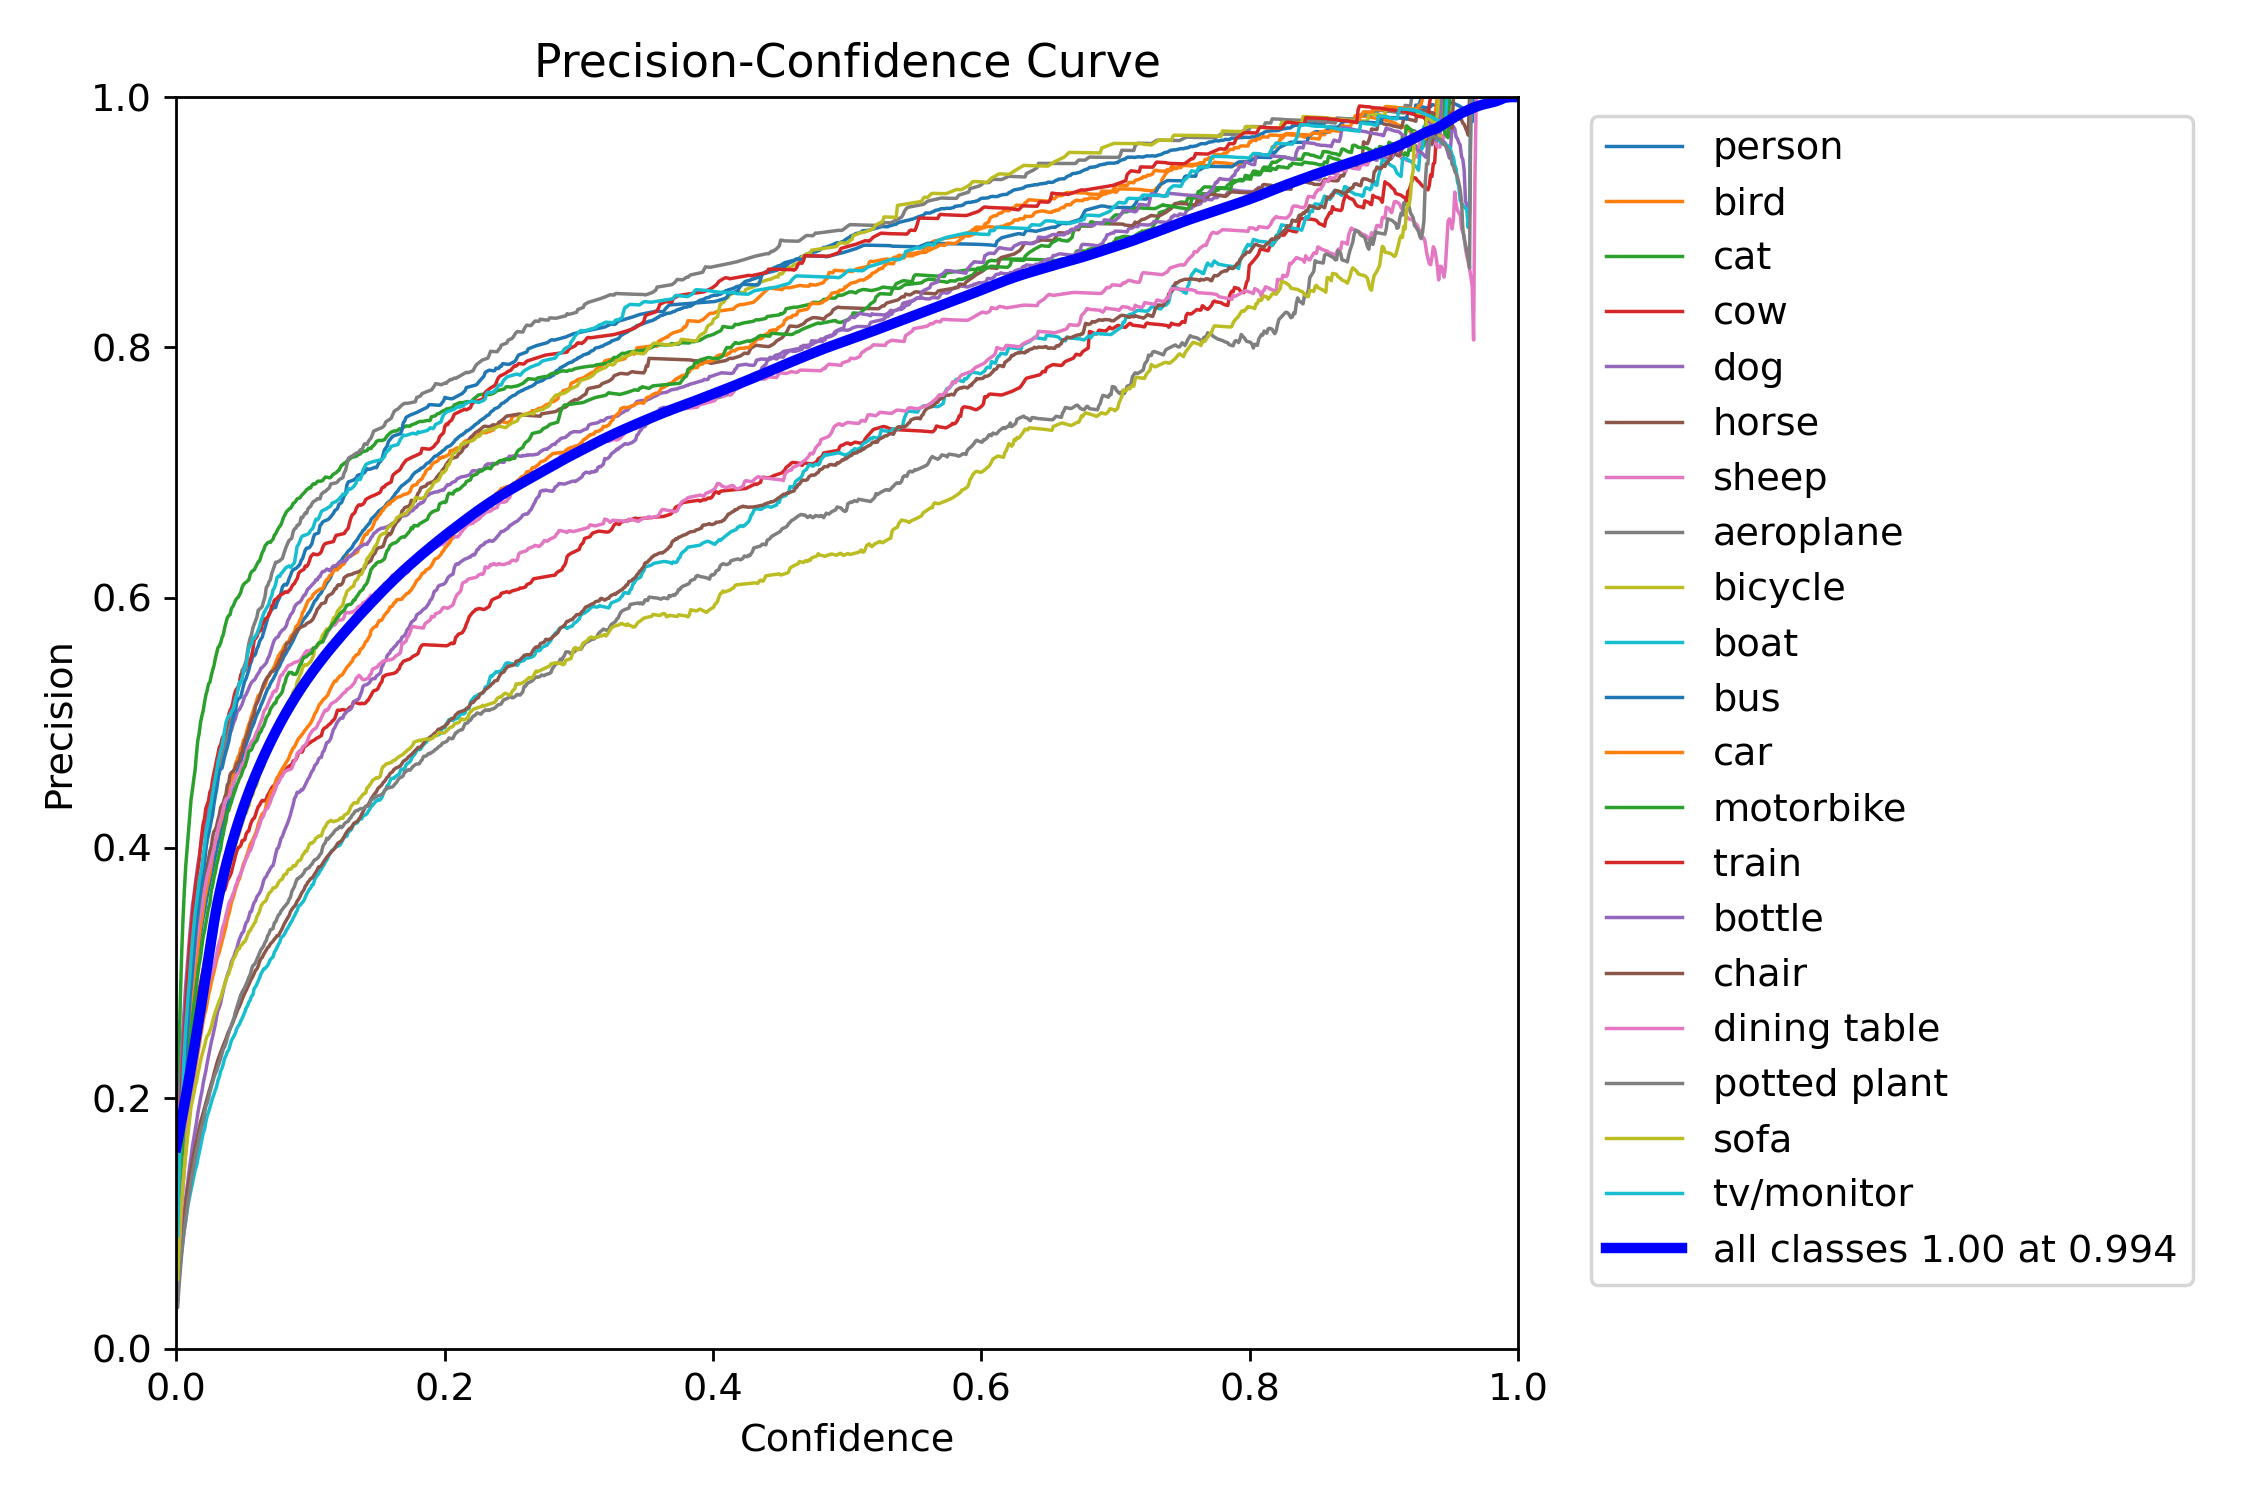 Precision-Confidence Curve
1.0
0.8
0.6
0.4
0.2
0.0
Precision
0.0 0.2 0.4 0.6 0.8 1.0
Confidence
person
bird
cat
cow
dog
horse
sheep
aeroplane
bicycle
boat
bus
car
motorbike
train
bottle
chair
dining table
potted plant
sofa
tv/monitor
all classes 1.00 at 0.994